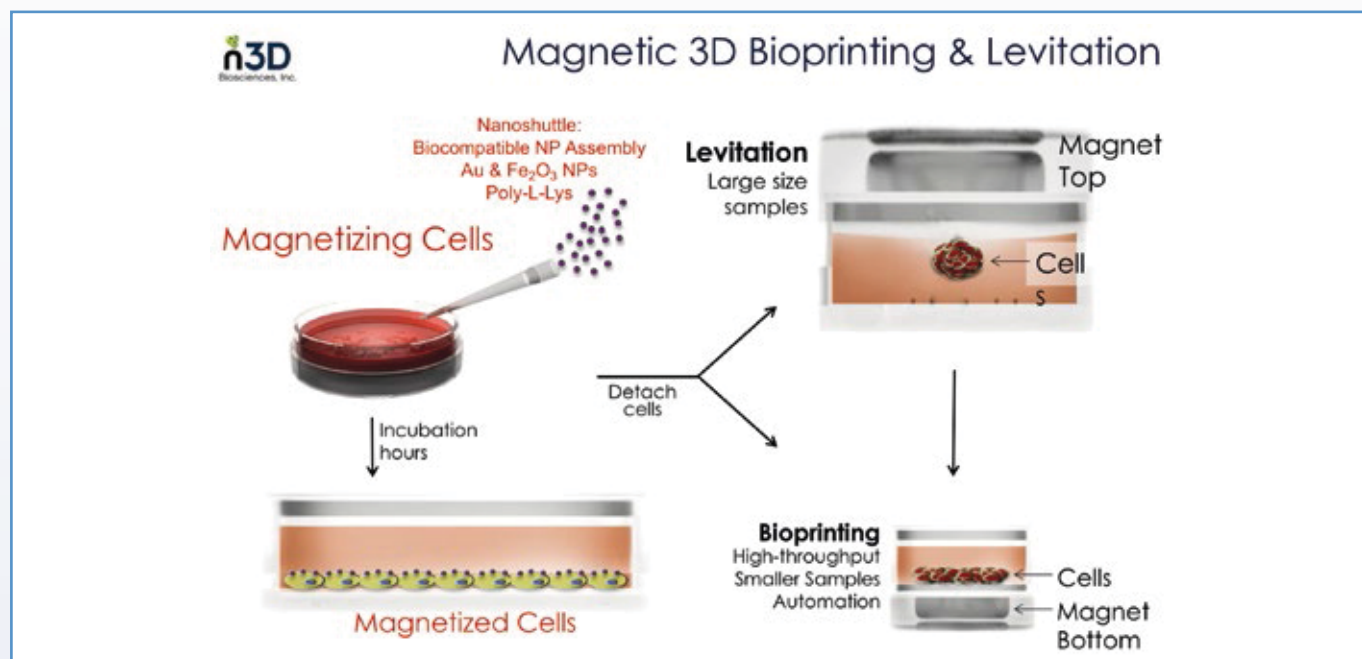 n3D
Biosciences, Inc.
Magnetic 3D Bioprinting & Levitation
Nanoshuttle:
Biocompatible NP Assembly
Au & Fe₂O₃ NPs
Poly-L-Lys
Magnetizing Cells
Incubation
hours
Magnetized Cells
Detach
cells
Levitation
Large size
samples
Magnet
Top
Cell
s
Bioprinting
High-throughput
Smaller Samples
Automation
Cells
Magnet
Bottom